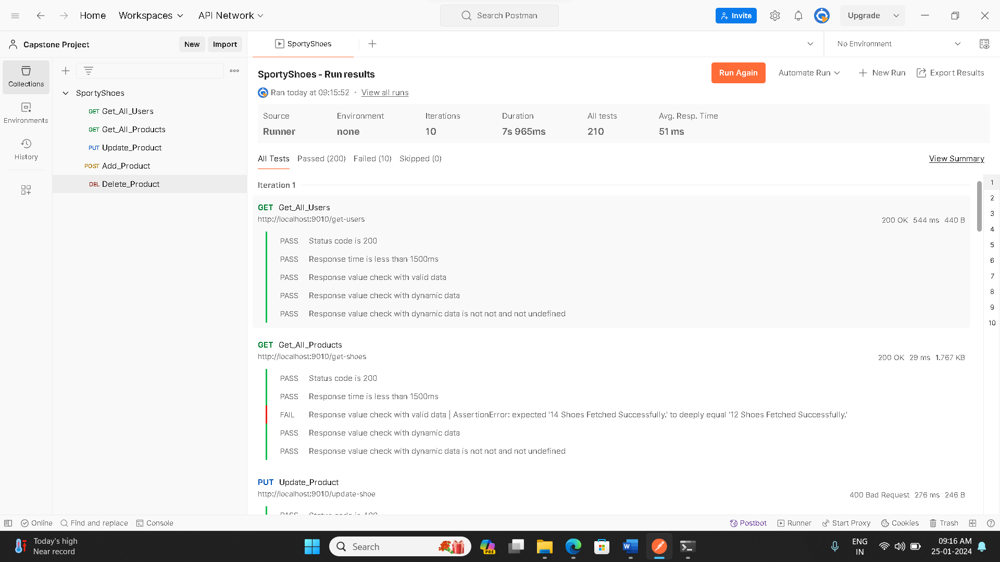 Home Workspaces API Network Search Postman Invite Upgrade
Capstone Project New Import SportyShoes No Environment
Collections
Environments
History
SportyShoes
GET Get_All_Users
GET Get_All_Products
PUT Update_Product
POST Add_Product
DEL Delete_Product
SportyShoes - Run results Run Again Automate Run New Run Export Results
Ran today at 09:15:52 · View all runs
Source Environment Iterations Duration All tests Avg. Resp. Time
Runner none 10 7s 965ms 210 51 ms
All Tests Passed (200) Failed (10) Skipped (0) View Summary
Iteration 1
GET Get_All_Users
http://localhost:9010/get-users 200 OK 544 ms 440 B
PASS Status code is 200
PASS Response time is less than 1500ms
PASS Response value check with valid data
PASS Response value check with dynamic data
PASS Response value check with dynamic data is not not and not undefined
GET Get_All_Products
http://localhost:9010/get-shoes 200 OK 29 ms 1.767 KB
PASS Status code is 200
PASS Response time is less than 1500ms
FAIL Response value check with valid data | AssertionError: expected '14 Shoes Fetched Successfully.' to deeply equal '12 Shoes Fetched Successfully.'
PASS Response value check with dynamic data
PASS Response value check with dynamic data is not not and not undefined
PUT Update_Product
http://localhost:9010/update-shoe 400 Bad Request 276 ms 246 B
PASS Status code is 400
1
2
3
4
5
6
7
8
9
10
Online Find and replace Console Postbot Runner Start Proxy Cookies Trash
Today's high
Near record
Search
PRE
ENG
IN
09:16 AM
25-01-2024